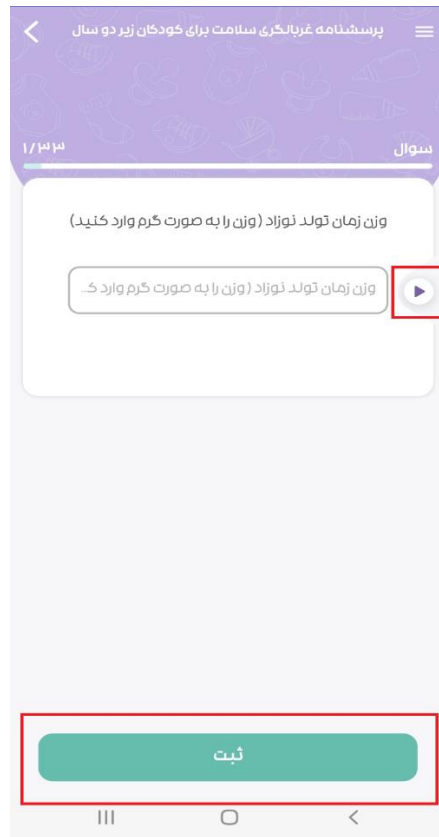 پرسشنامه غربالگری سلامت برای کودکان زیر دو سال
سوال
۱/۳۳
وزن زمان تولد نوزاد (وزن را به صورت گرم وارد کنید)
وزن زمان تولد نوزاد (وزن را به صورت گرم وارد ک...
ثبت